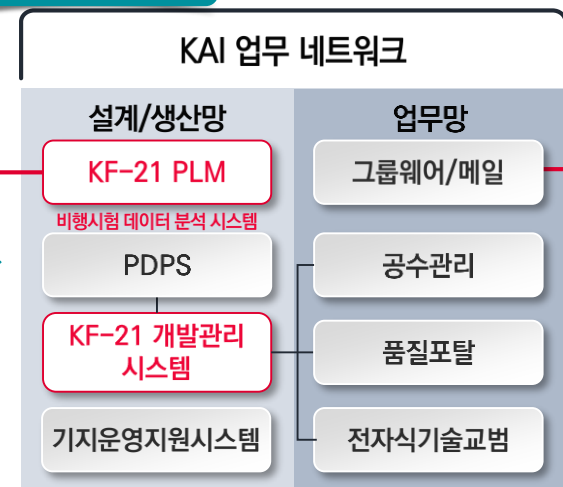 KAI 업무 네트워크
설계/생산망
KF-21 PLM
비행시험 데이터 분석 시스템
PDPS
KF-21 개발관리
시스템
기지운영지원시스템
업무망
그룹웨어/메일
공수관리
품질포탈
전자식기술교범